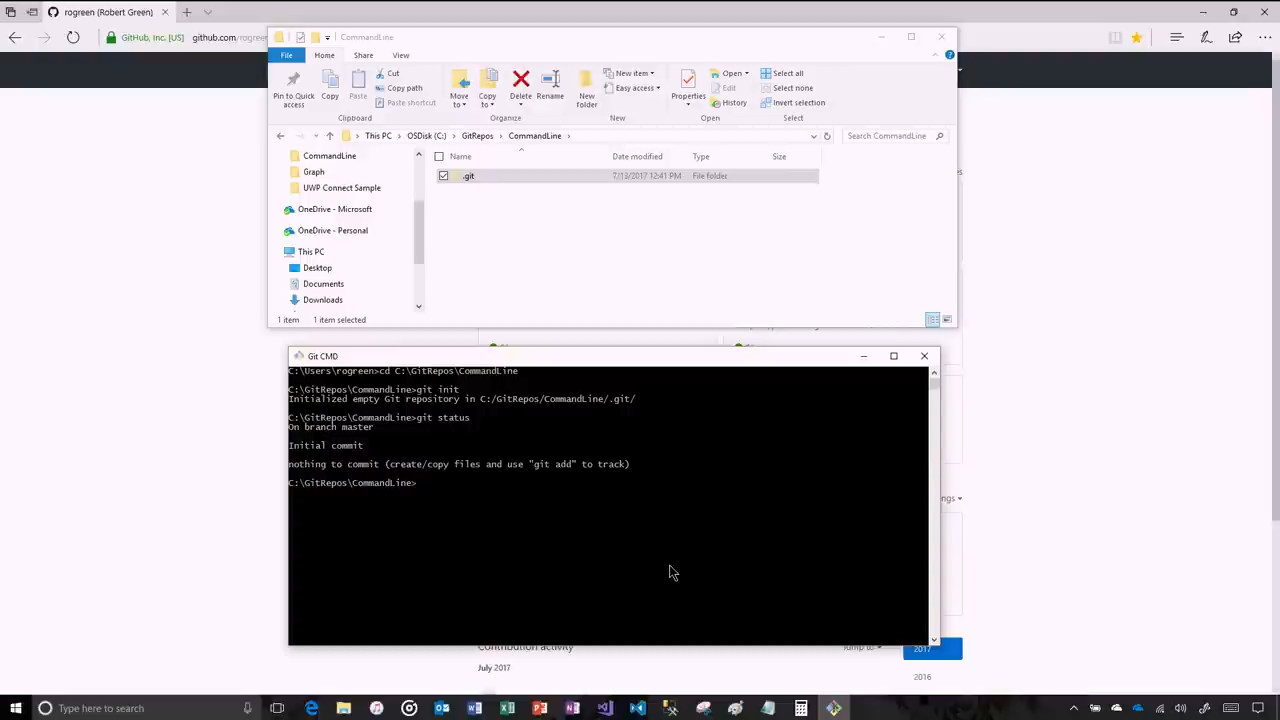 rogreen (Robert Green)
GitHub, Inc. [US]
github.com/rogree
CommandLine
File
Home
Share
View
Pin to Quick access
Copy
Paste
Cut
Copy path
Paste shortcut
Clipboard
Move to
Copy to
Delete
Rename
Organize
New folder
New item
Easy access
New
Properties
Open
Edit
History
Open
Select all
Select none
Invert selection
Select
This PC
OSDisk (C:)
GitRepos
CommandLine
Search CommandLine
Name
Date modified
Type
Size
.git
7/13/2017 12:41 PM
File folder
CommandLine
Graph
UWP Connect Sample
OneDrive - Microsoft
OneDrive - Personal
This PC
Desktop
Documents
Downloads
1 item
1 item selected
Git CMD
C:\Users\rogreen>cd C:\GitRepos\CommandLine
C:\GitRepos\CommandLine>git init
Initialized empty Git repository in C:/GitRepos/CommandLine/.git/
C:\GitRepos\CommandLine>git status
On branch master
Initial commit
nothing to commit (create/copy files and use "git add" to track)
C:\GitRepos\CommandLine>
Contribution activity
Jump to
2017
July 2017
2016
Type here to search